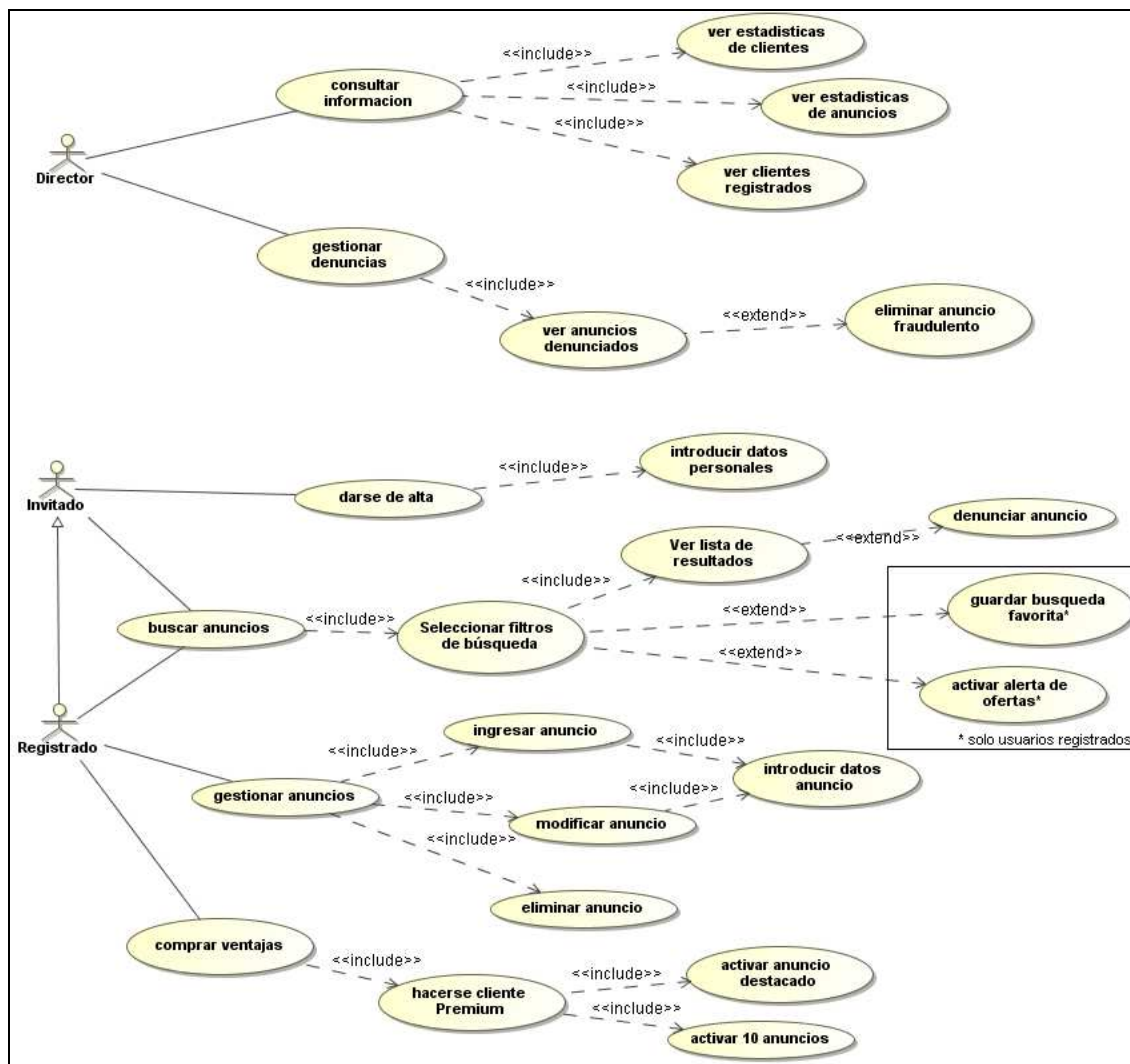 ver estadisticas
de clientes
<<include>>
consultar
informacion
<<include>>
ver estadisticas
de anuncios
<<include>>
Director
ver clientes
registrados
gestionar
denuncias
<<include>>
eliminar anuncio
fraudulento
<<extend>>
ver anuncios
denunciados
introducir datos
personales
<<include>>
Invitado
darse de alta
denunciar anuncio
Ver lista de
resultados
<<extend>>
<<include>>
guardar busqueda
favorita*
<<extend>>
buscar anuncios
<<include>>
Seleccionar filtros
de búsqueda
<<extend>>
activar alerta de
ofertas*
* solo usuarios registrados
Registrado
ingresar anuncio
<<include>>
<<include>>
introducir datos
anuncio
gestionar anuncios
<<include>>
<<include>>
modificar anuncio
<<include>>
eliminar anuncio
comprar ventajas
<<include>>
activar anuncio
destacado
<<include>>
hacerse cliente
Premium
<<include>>
activar 10 anuncios